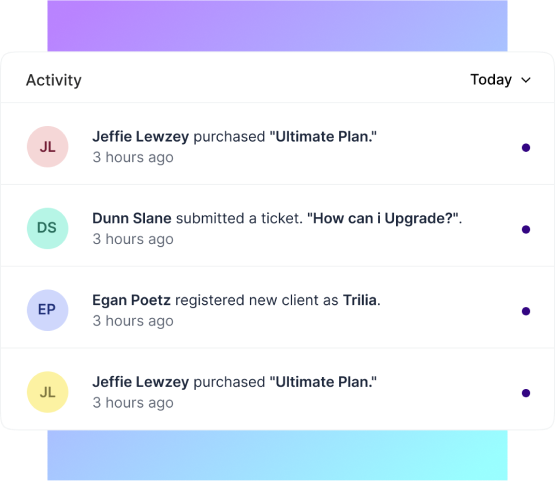 Activity
Today
JL
Jeffie Lewzey purchased "Ultimate Plan."
3 hours ago
DS
Dunn Slane submitted a ticket. "How can i Upgrade?".
3 hours ago
EP
Egan Poetz registered new client as Trilia.
3 hours ago
JL
Jeffie Lewzey purchased "Ultimate Plan."
3 hours ago